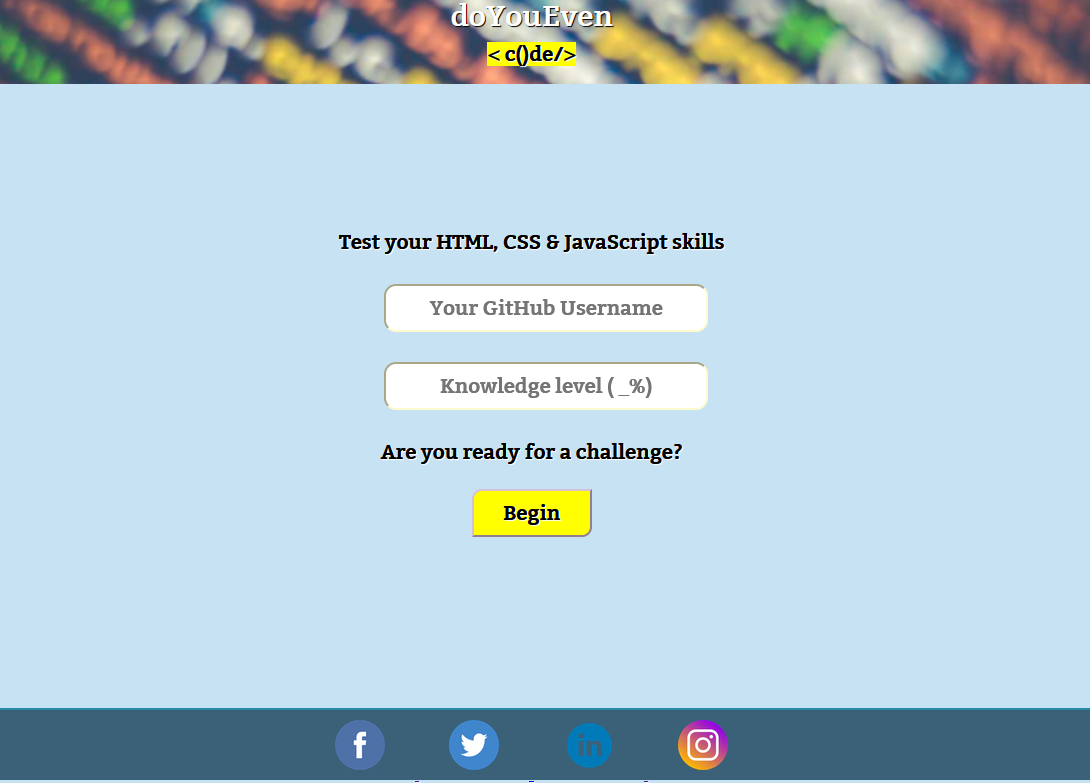 doYouEven
< c()de/>
Test your HTML, CSS & JavaScript skills
Your GitHub Username
Knowledge level ( _%)
Are you ready for a challenge?
Begin
f
in